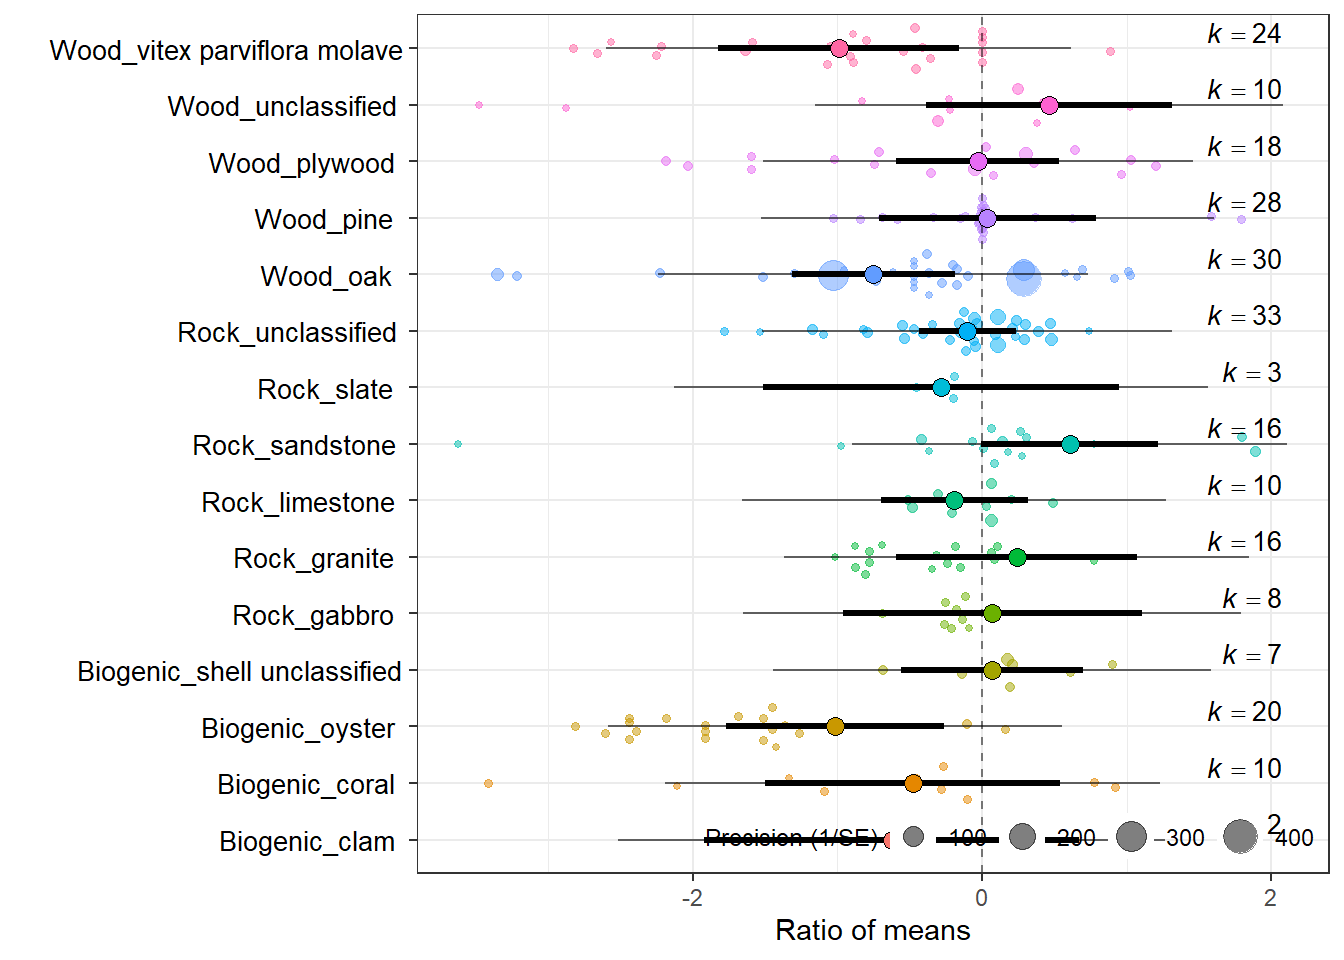 Wood_vitex parviflora molave k = 24
Wood_unclassified k = 10
Wood_plywood k = 18
Wood_pine k = 28
Wood_oak k = 30
Rock_unclassified k = 33
Rock_slate k = 3
Rock_sandstone k = 16
Rock_limestone k = 10
Rock_granite k = 16
Rock_gabbro k = 8
Biogenic_shell unclassified k = 7
Biogenic_oyster k = 20
Biogenic_coral k = 10
Biogenic_clam 2
Precision (1/SE) 100 200 300 400
-2 0 2
Ratio of means